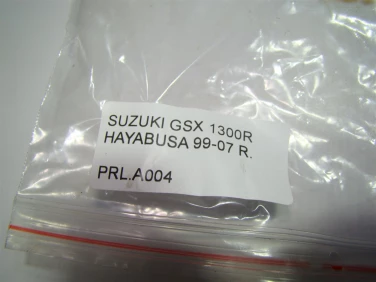 SUZUKI GSX 1300R
HAYABUSA 99-07 R.
PRL.A004